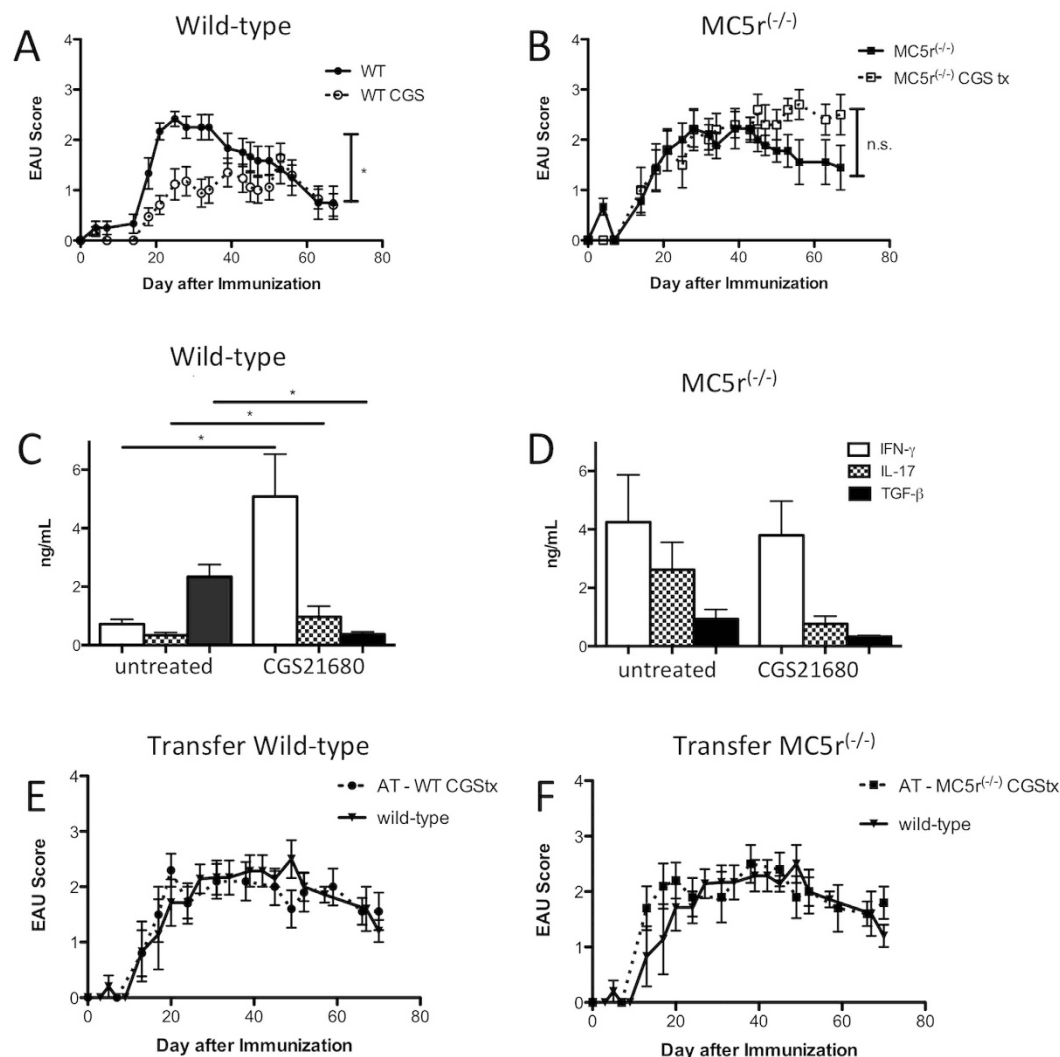 A
Wild-type
WT
WT CGS
EAU Score
4
3
2
1
0
*
0 20 40 60 80
Day after Immunization
B
MC5r(-/-)
MC5r(-/-)
MC5r(-/-) CGS tx
EAU Score
4
3
2
1
0
n.s.
0 20 40 60 80
Day after Immunization
C
Wild-type
*
*
*
ng/mL
6
4
2
0
untreated CGS21680
D
MC5r(-/-)
IFN-γ
IL-17
TGF-β
ng/mL
6
4
2
0
untreated CGS21680
E
Transfer Wild-type
AT - WT CGStx
wild-type
EAU Score
4
3
2
1
0
0 20 40 60 80
Day after Immunization
F
Transfer MC5r(-/-)
AT - MC5r(-/-) CGStx
wild-type
EAU Score
4
3
2
1
0
0 20 40 60 80
Day after Immunization